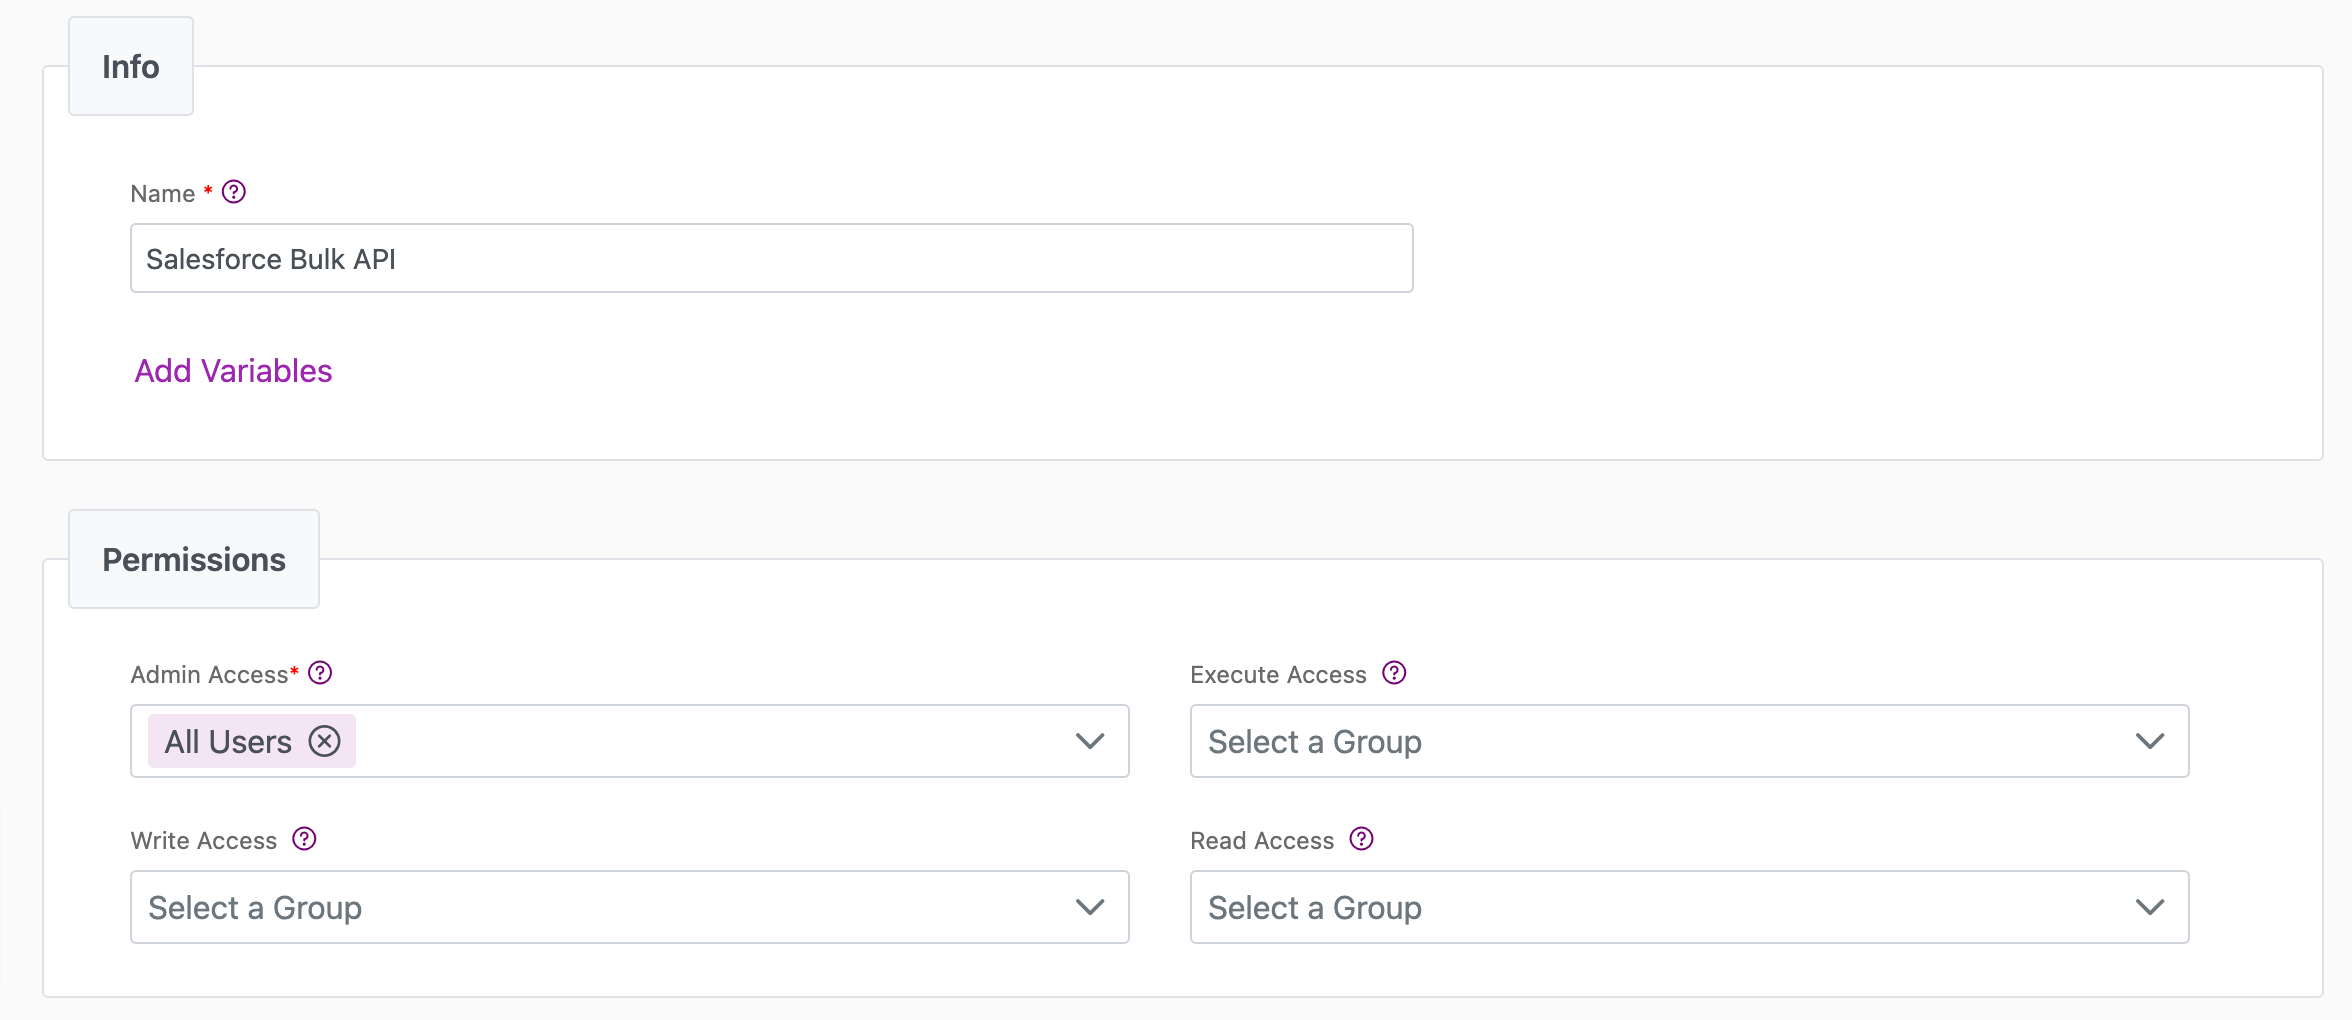 Info
Name *
Salesforce Bulk API
Add Variables
Permissions
Admin Access*
All Users
Execute Access
Select a Group
Write Access
Select a Group
Read Access
Select a Group